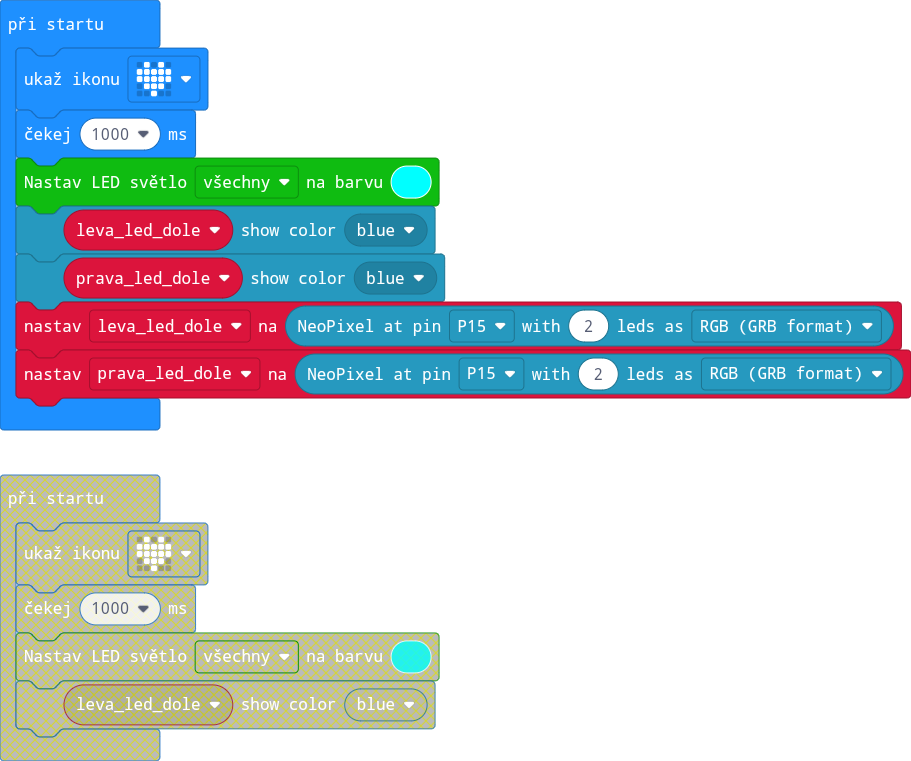 při startu
ukaž ikonu
čekej 1000 ms
Nastav LED světlo všechny na barvu
leva_led_dole show color blue
prava_led_dole show color blue
nastav leva_led_dole na NeoPixel at pin P15 with 2 leds as RGB (GRB format)
nastav prava_led_dole na NeoPixel at pin P15 with 2 leds as RGB (GRB format)
při startu
ukaž ikonu
čekej 1000 ms
Nastav LED světlo všechny na barvu
leva_led_dole show color blue